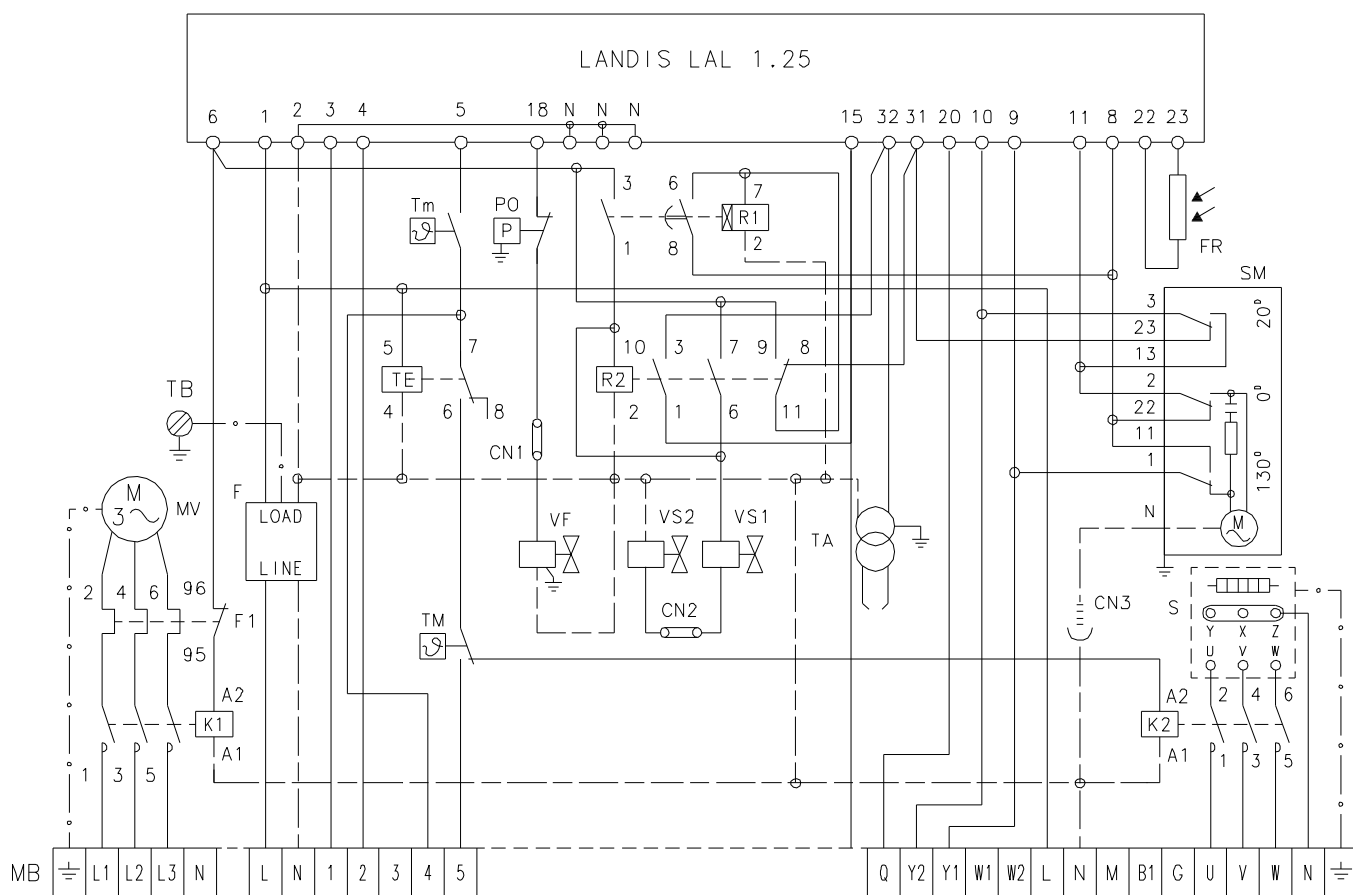 LANDIS LAL 1.25
6 1 2 3 4 5 18 N N N 15 32 31 20 10 9 11 8 22 23
3 6 7
Tm PO P R1
1 8 2
FR
SM
3 20°
23
5 7 10 3 7 9 8
13
TE R2
2 0°
4 6 8 2 1 6 11
22
TB
CN1
11
1 130°
F
M 3 MV
LOAD
VF VS2 VS1 TA
N M
LINE
2 4 6 96
CN2
CN3
S
F1
TM
Y X Z
U V W
95
A2 A2 2 4 6
K1 K2
A1 A1
1 3 5 1 3 5
MB L1 L2 L3 N L N 1 2 3 4 5 Q Y2 Y1 W1 W2 L N M B1 G U V W N